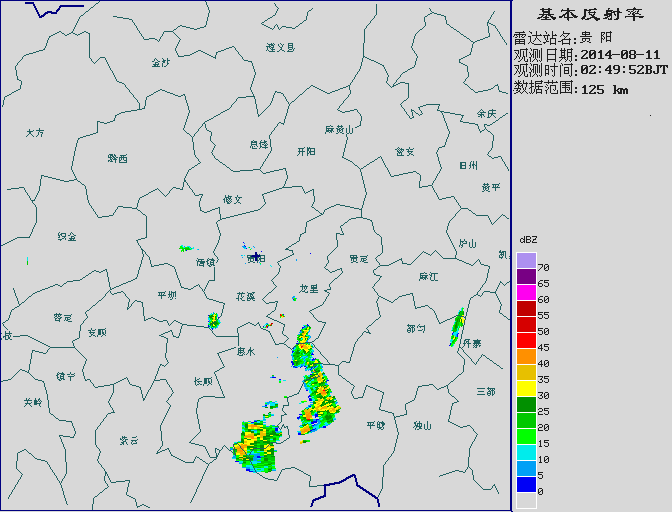 基本反射率
雷达站名: 贵 阳
观测日期: 2014-08-11
观测时间: 02:49:52BJT
数据范围: 125 km
遵义县
金沙
余庆
大方
麻黄山
息烽
开阳
瓮安
黔西
旧州
黄平
修文
织金
炉山
凯
清镇
贵阳
贵定
麻江
平坝
花溪
龙里
普定
安顺
都匀
丹寨
枝
惠水
镇宁
长顺
三都
关岭
平塘
独山
紫云
dBZ
70
65
60
55
50
45
40
35
30
25
20
15
10
5
0